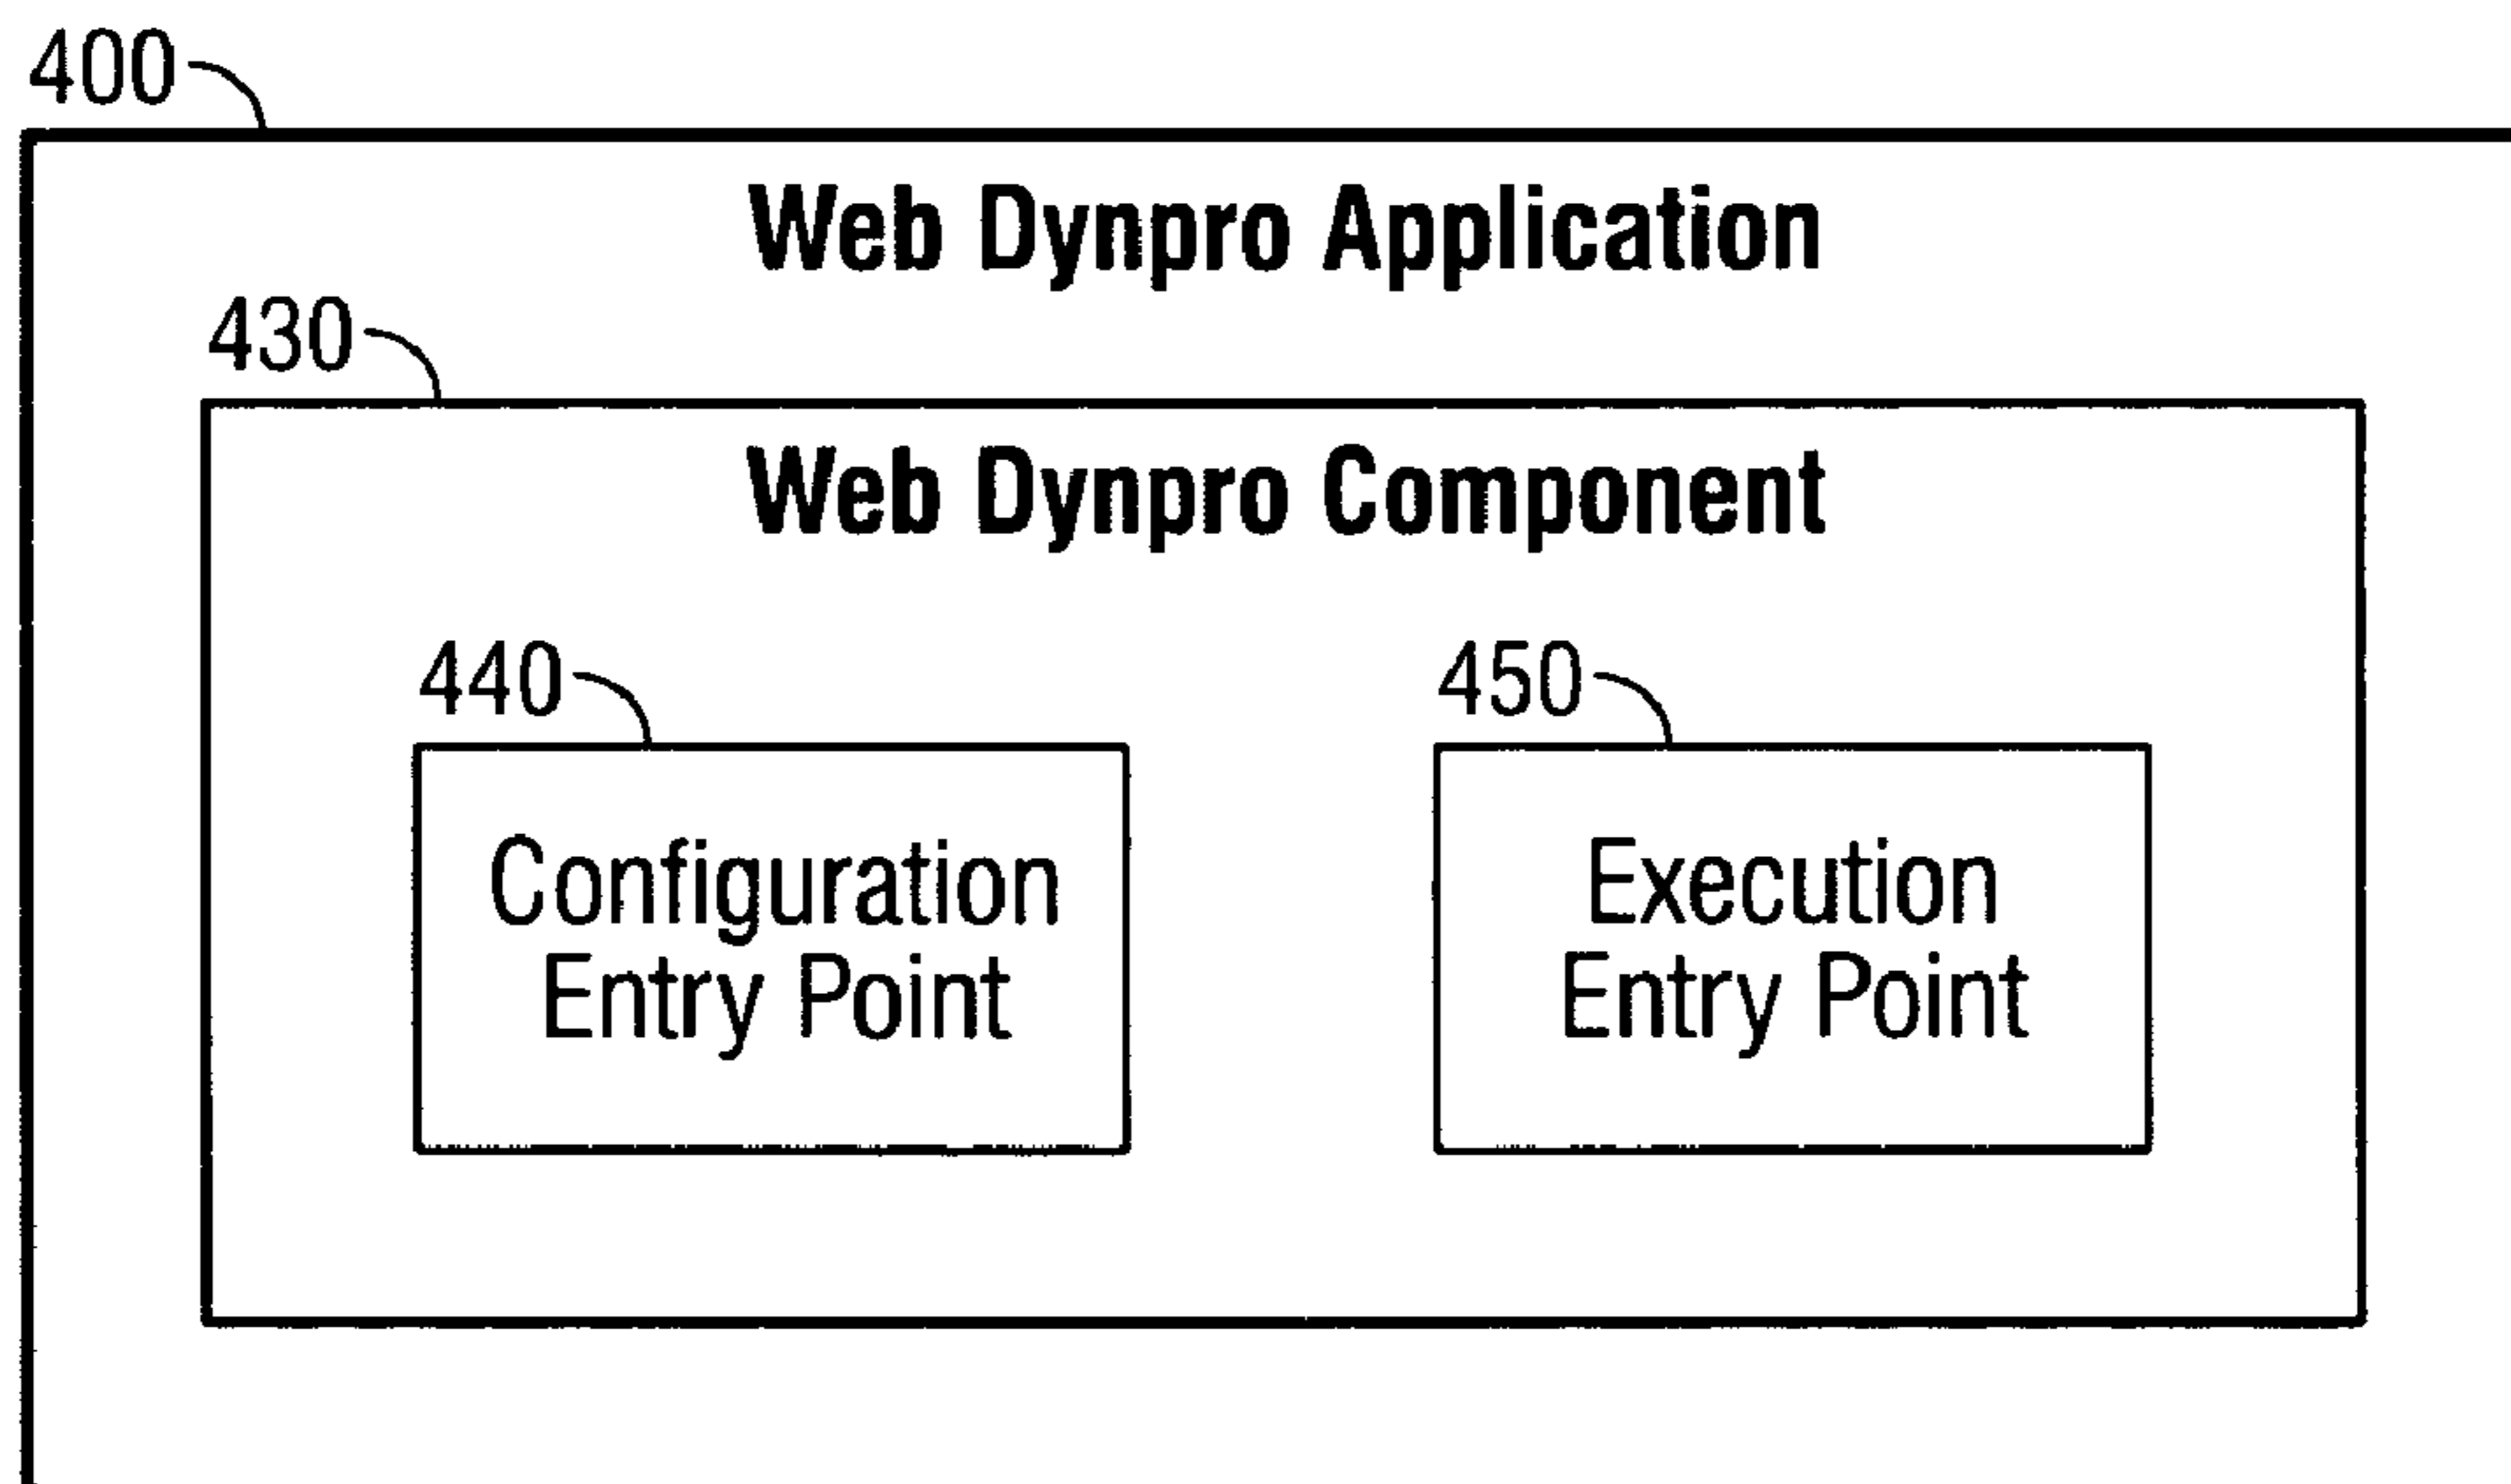 400
Web Dynpro Application
430
Web Dynpro Component
440
450
Configuration
Entry Point
Execution
Entry Point